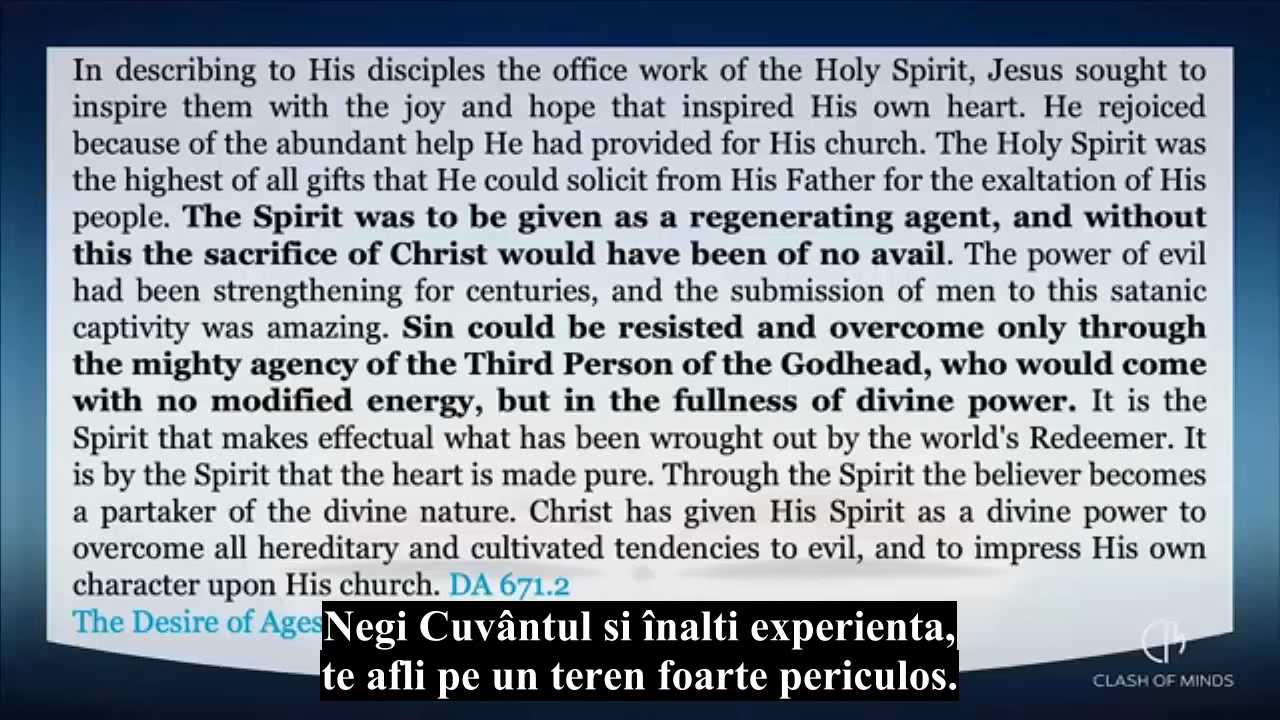 In describing to His disciples the office work of the Holy Spirit, Jesus sought to
inspire them with the joy and hope that inspired His own heart. He rejoiced
because of the abundant help He had provided for His church. The Holy Spirit was
the highest of all gifts that He could solicit from His Father for the exaltation of His
people. The Spirit was to be given as a regenerating agent, and without
this the sacrifice of Christ would have been of no avail. The power of evil
had been strengthening for centuries, and the submission of men to this satanic
captivity was amazing. Sin could be resisted and overcome only through
the mighty agency of the Third Person of the Godhead, who would come
with no modified energy, but in the fullness of divine power. It is the
Spirit that makes effectual what has been wrought out by the world's Redeemer. It
is by the Spirit that the heart is made pure. Through the Spirit the believer becomes
a partaker of the divine nature. Christ has given His Spirit as a divine power to
overcome all hereditary and cultivated tendencies to evil, and to impress His own
character upon His church. DA 671.2
The Desire of Ages
Negi Cuvântul si înalti experienta,
te afli pe un teren foarte periculos.
CLASH OF MINDS